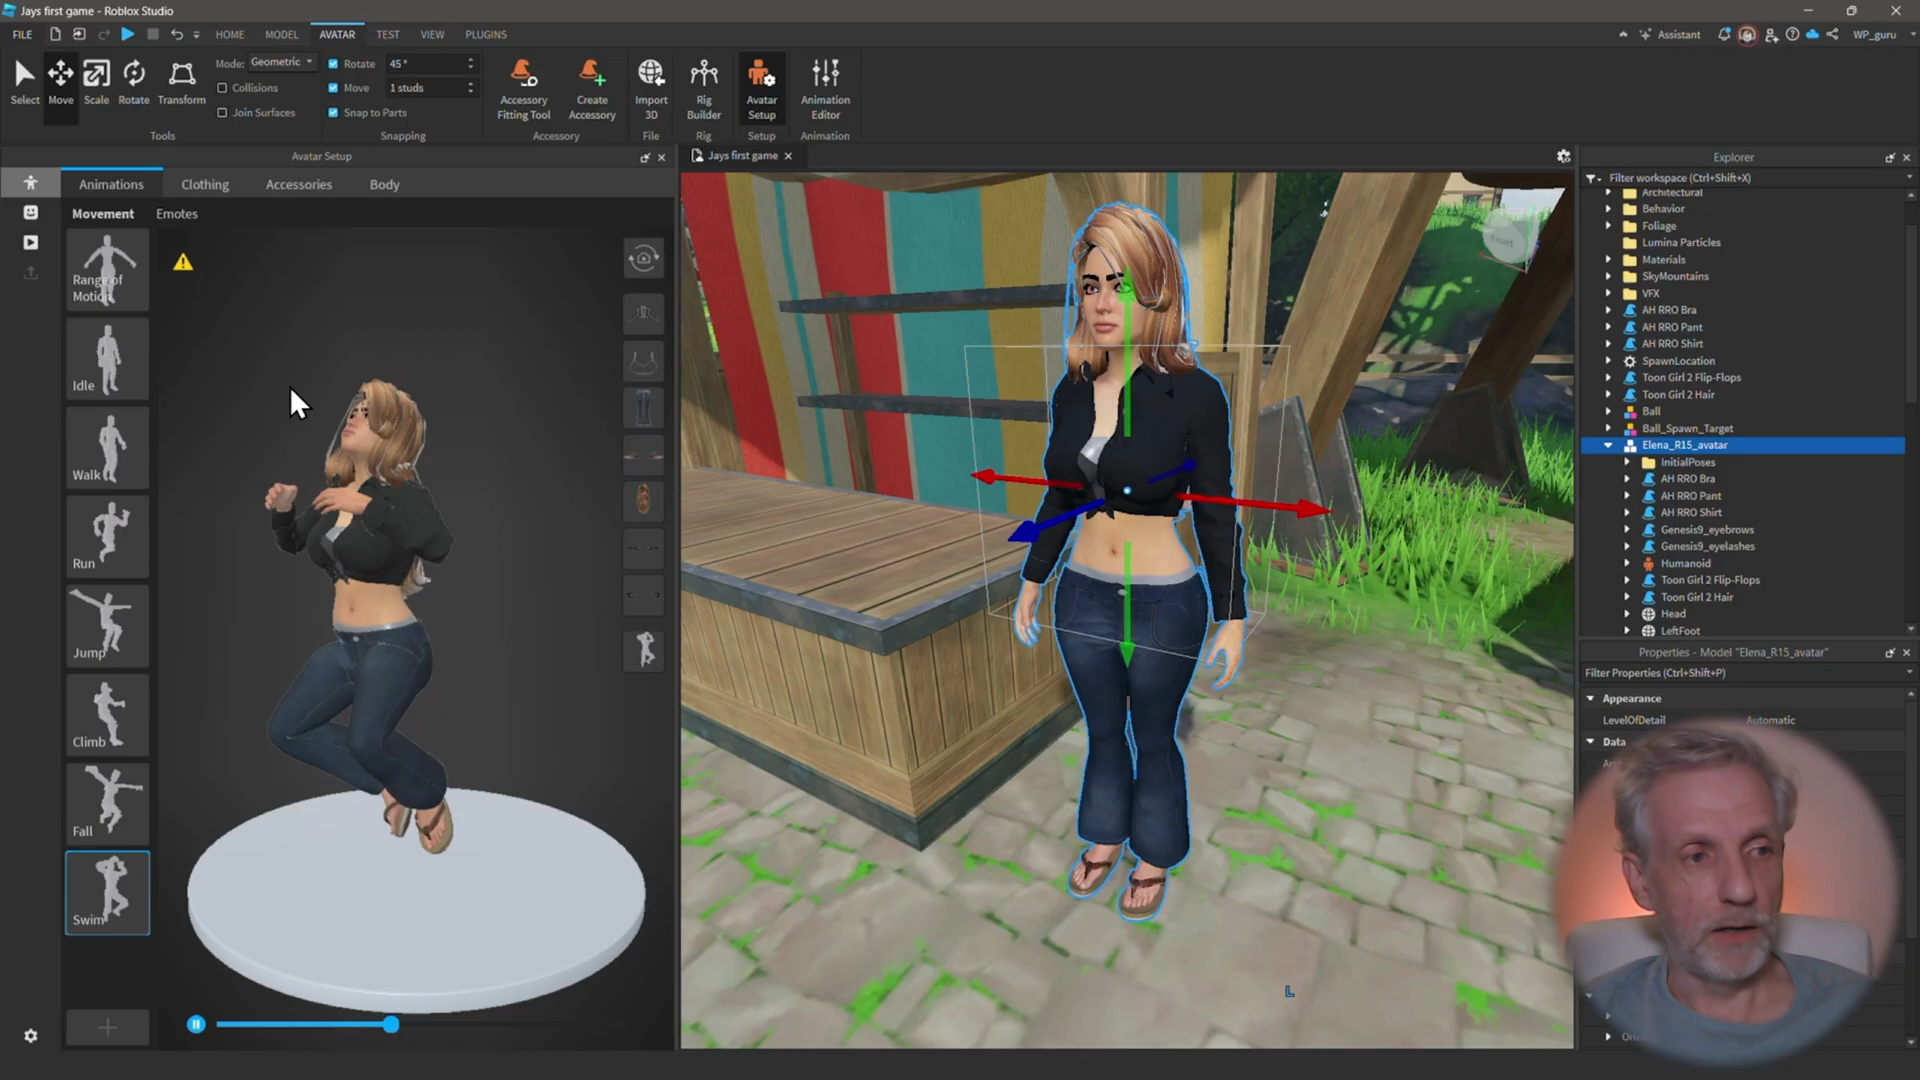 Jays first game - Roblox Studio
FILE
HOME
MODEL
AVATAR
TEST
VIEW
PLUGINS
Assistant
WP_guru
Select
Move
Scale
Rotate
Transform
Mode: Geometric
Collisions
Join Surfaces
Rotate 45 °
Move 1 studs
Snap to Parts
Accessory Fitting Tool
Create Accessory
Import 3D
Rig Builder
Avatar Setup
Animation Editor
Tools
Snapping
Accessory
File
Rig
Setup
Animation
Avatar Setup
Animations
Clothing
Accessories
Body
Movement
Emotes
Range of Motion
Idle
Walk
Run
Jump
Climb
Fall
Swim
Jays first game
Front
Explorer
Filter workspace (Ctrl+Shift+X)
Architectural
Behavior
Foliage
Lumina Particles
Materials
SkyMountains
VFX
AH RRO Bra
AH RRO Pant
AH RRO Shirt
SpawnLocation
Toon Girl 2 Flip-Flops
Toon Girl 2 Hair
Ball
Ball_Spawn_Target
Elena_R15_avatar
InitialPoses
AH RRO Bra
AH RRO Pant
AH RRO Shirt
Genesis9_eyebrows
Genesis9_eyelashes
Humanoid
Toon Girl 2 Flip-Flops
Toon Girl 2 Hair
Head
LeftFoot
Properties - Model "Elena_R15_avatar"
Filter Properties (Ctrl+Shift+P)
Appearance
LevelOfDetail Automatic
Data